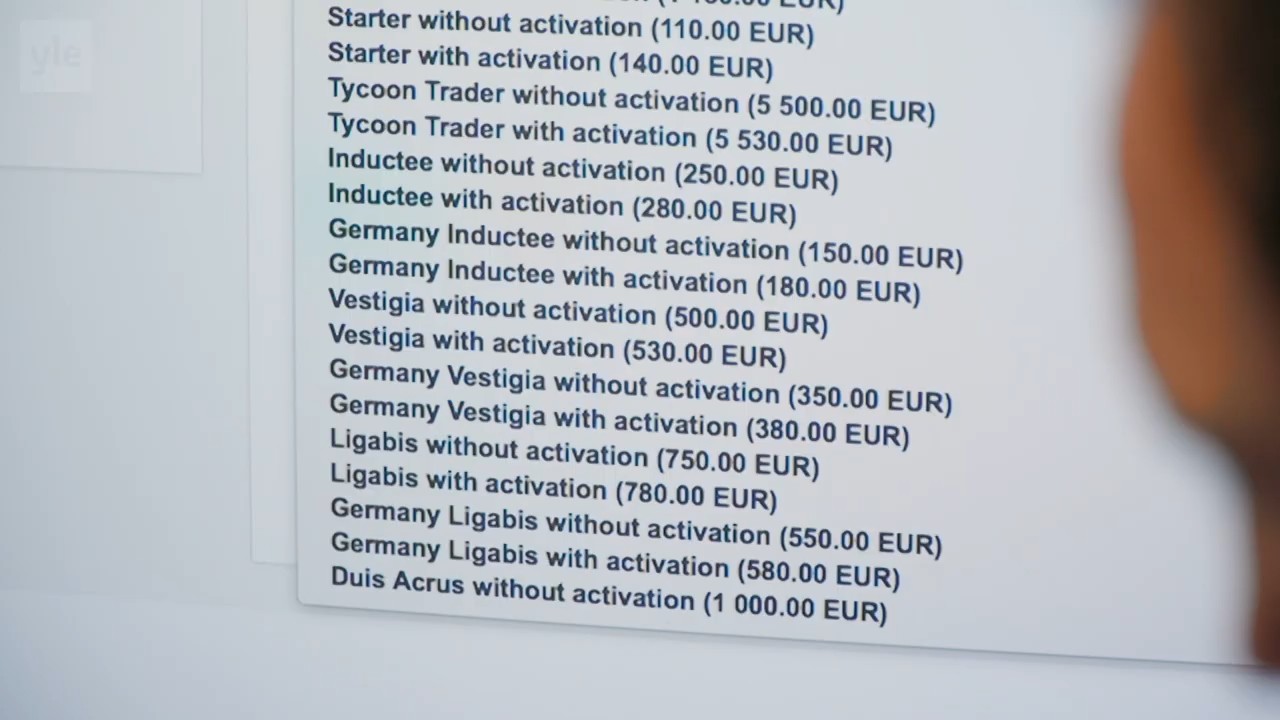 yle
Starter without activation (110.00 EUR)
Starter with activation (140.00 EUR)
Tycoon Trader without activation (5 500.00 EUR)
Tycoon Trader with activation (5 530.00 EUR)
Inductee without activation (250.00 EUR)
Inductee with activation (280.00 EUR)
Germany Inductee without activation (150.00 EUR)
Germany Inductee with activation (180.00 EUR)
Vestigia without activation (500.00 EUR)
Vestigia with activation (530.00 EUR)
Germany Vestigia without activation (350.00 EUR)
Germany Vestigia with activation (380.00 EUR)
Ligabis without activation (750.00 EUR)
Ligabis with activation (780.00 EUR)
Germany Ligabis without activation (550.00 EUR)
Germany Ligabis with activation (580.00 EUR)
Duis Acrus without activation (1 000.00 EUR)